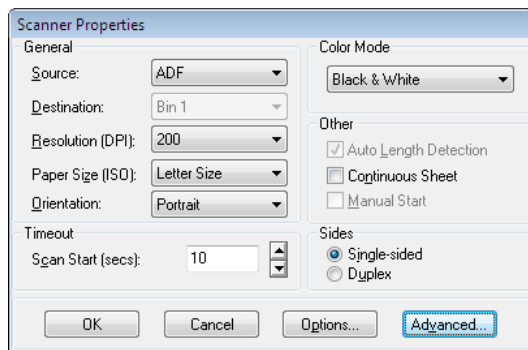 Scanner Properties
General
Source: ADF
Destination: Bin 1
Resolution (DPI): 200
Paper Size (ISO): Letter Size
Orientation: Portrait
Timeout
Scan Start (secs): 10
Color Mode
Black & White
Other
Auto Length Detection
Continuous Sheet
Manual Start
Sides
Single-sided
Duplex
OK Cancel Options... Advanced...